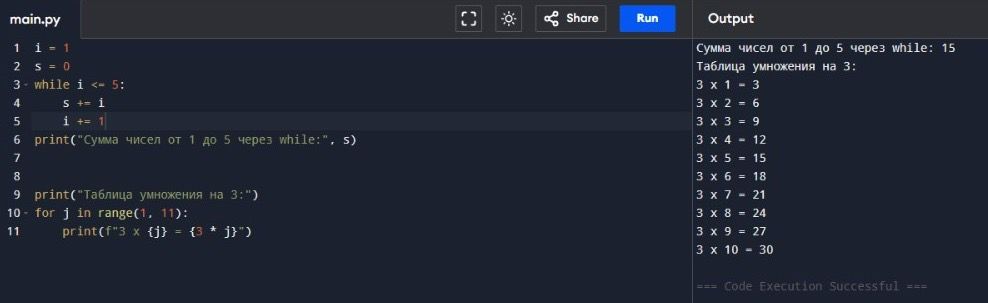 main.py
Share
Run
Output
1 i = 1
2 s = 0
3 while i <= 5:
4     s += i
5     i += 1
6 print("Сумма чисел от 1 до 5 через while:", s)
7
8
9 print("Таблица умножения на 3:")
10 for j in range(1, 11):
11     print(f"3 x {j} = {3 * j}")
Сумма чисел от 1 до 5 через while: 15
Таблица умножения на 3:
3 x 1 = 3
3 x 2 = 6
3 x 3 = 9
3 x 4 = 12
3 x 5 = 15
3 x 6 = 18
3 x 7 = 21
3 x 8 = 24
3 x 9 = 27
3 x 10 = 30
=== Code Execution Successful ===